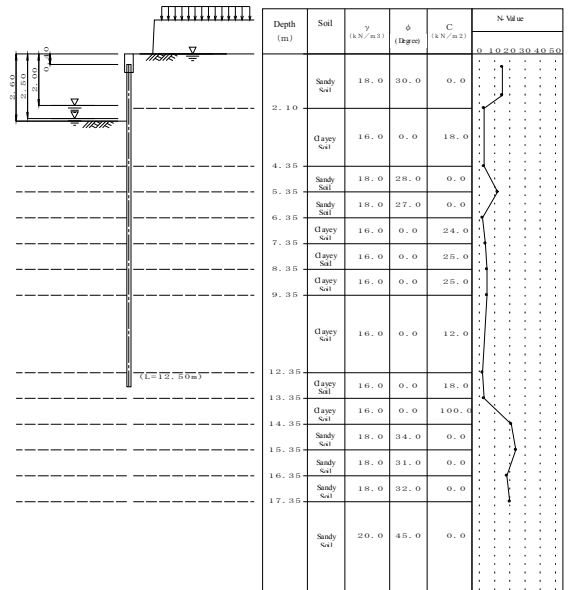 Depth
(m)
Soil
γ
(kN/m3)
φ
(Degree)
C
(kN/m2)
N-Value
0 10 20 30 40 50
0.40
2.00
2.50
2.60
Sandy
Soil
18.0 30.0 0.0
2.10
Clayey
Soil
16.0 0.0 18.0
4.35
Sandy
Soil
18.0 28.0 0.0
5.35
Sandy
Soil
18.0 27.0 0.0
6.35
Clayey
Soil
16.0 0.0 24.0
7.35
Clayey
Soil
16.0 0.0 25.0
8.35
Clayey
Soil
16.0 0.0 25.0
9.35
Clayey
Soil
16.0 0.0 12.0
12.35
(L=12.50m)
Clayey
Soil
16.0 0.0 18.0
13.35
Clayey
Soil
16.0 0.0 100.0
14.35
Sandy
Soil
18.0 34.0 0.0
15.35
Sandy
Soil
18.0 31.0 0.0
16.35
Sandy
Soil
18.0 32.0 0.0
17.35
Sandy
Soil
20.0 45.0 0.0